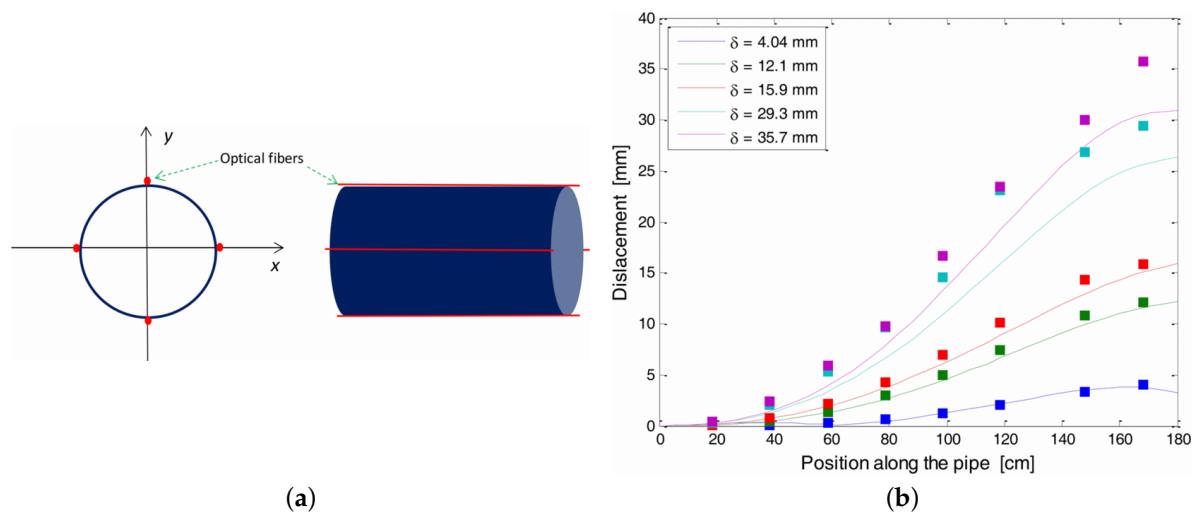 y
Optical fibers
x
(a)
40
35
30
25
20
15
10
5
0
Dislacement [mm]
δ = 4.04 mm
δ = 12.1 mm
δ = 15.9 mm
δ = 29.3 mm
δ = 35.7 mm
0 20 40 60 80 100 120 140 160 180
Position along the pipe [cm]
(b)